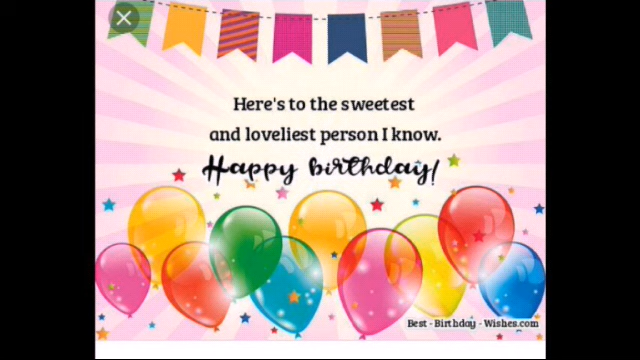 Here's to the sweetest
and loveliest person I know.
Happy birthday!
Best - Birthday - Wishes.com